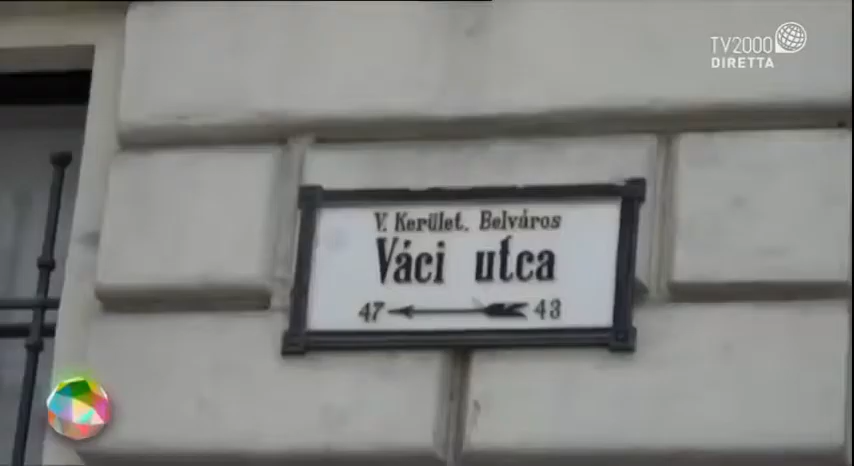 TV2000
DIRETTA
V. Kerület. Belváros
Váci utca
47 43